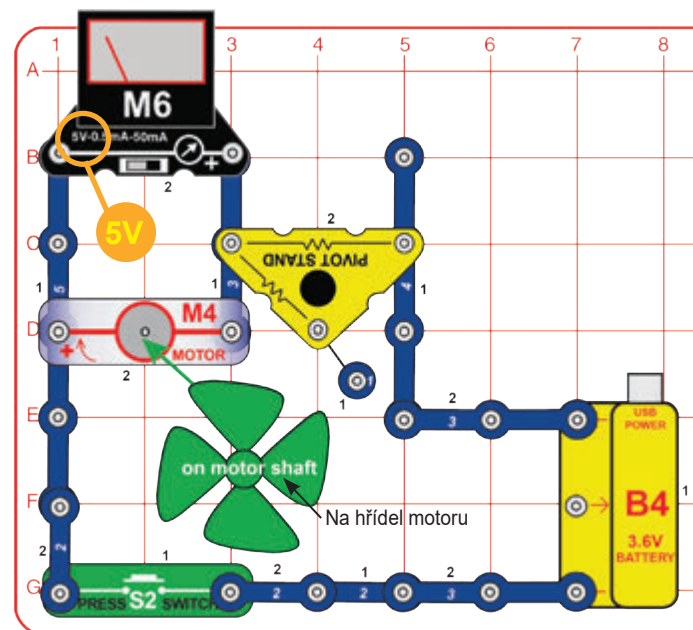 1 2 3 4 5 6 7 8
A
M6
5V-0.5mA-50mA
B
+
2
2
C
5V
PIVOT STAND
1
5
1
3
4
1
M4
D
+
MOTOR
2
1
1
2
3
E
USB
POWER
on motor shaft
F
Na hřídel motoru
B4
1
3.6V
BATTERY
2
2
1
2
1
2
G
PRESS S2 SWITCH
2
2
3